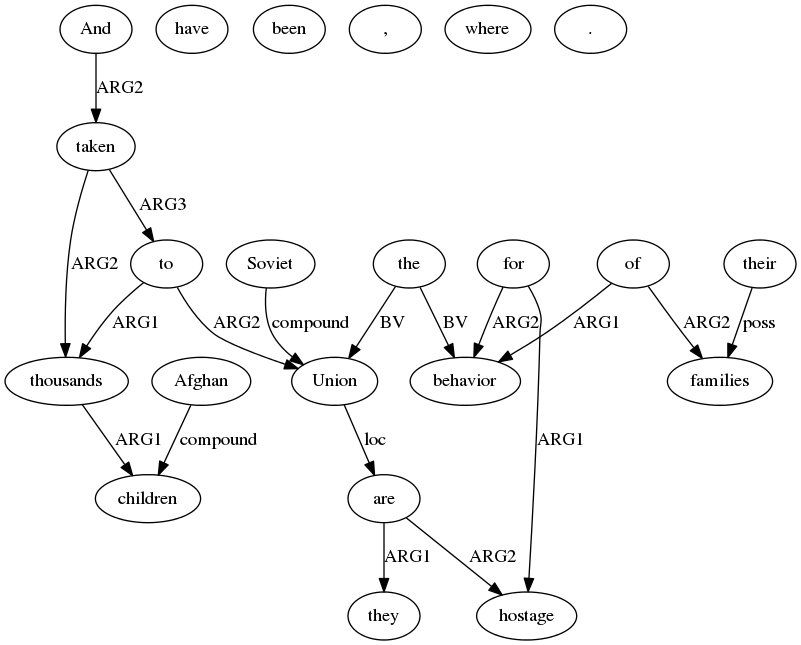 And have been , where .
ARG2
taken
ARG3
to Soviet the for of their
ARG2 ARG1 ARG2 compound BV BV ARG2 ARG1 ARG2 poss
thousands Afghan Union behavior families
ARG1 compound loc ARG1
children are
ARG1 ARG2
they hostage